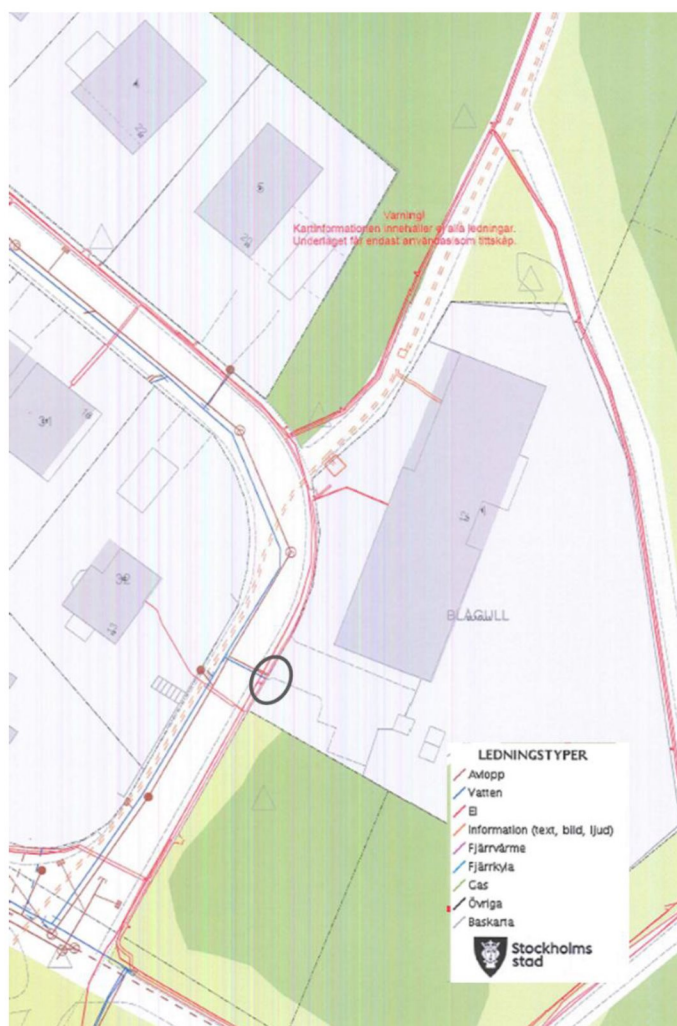 Varning!
Kartinformationen innehåller ej alla ledningar.
Underlaget får endast användas som tittskåp.
BLÅGULL
LEDNINGSTYPER
Avlopp
Vatten
El
Information (text, bild, ljud)
Fjärrvärme
Fjärrkyla
Gas
Övriga
Baskarta
Stockholms
stad